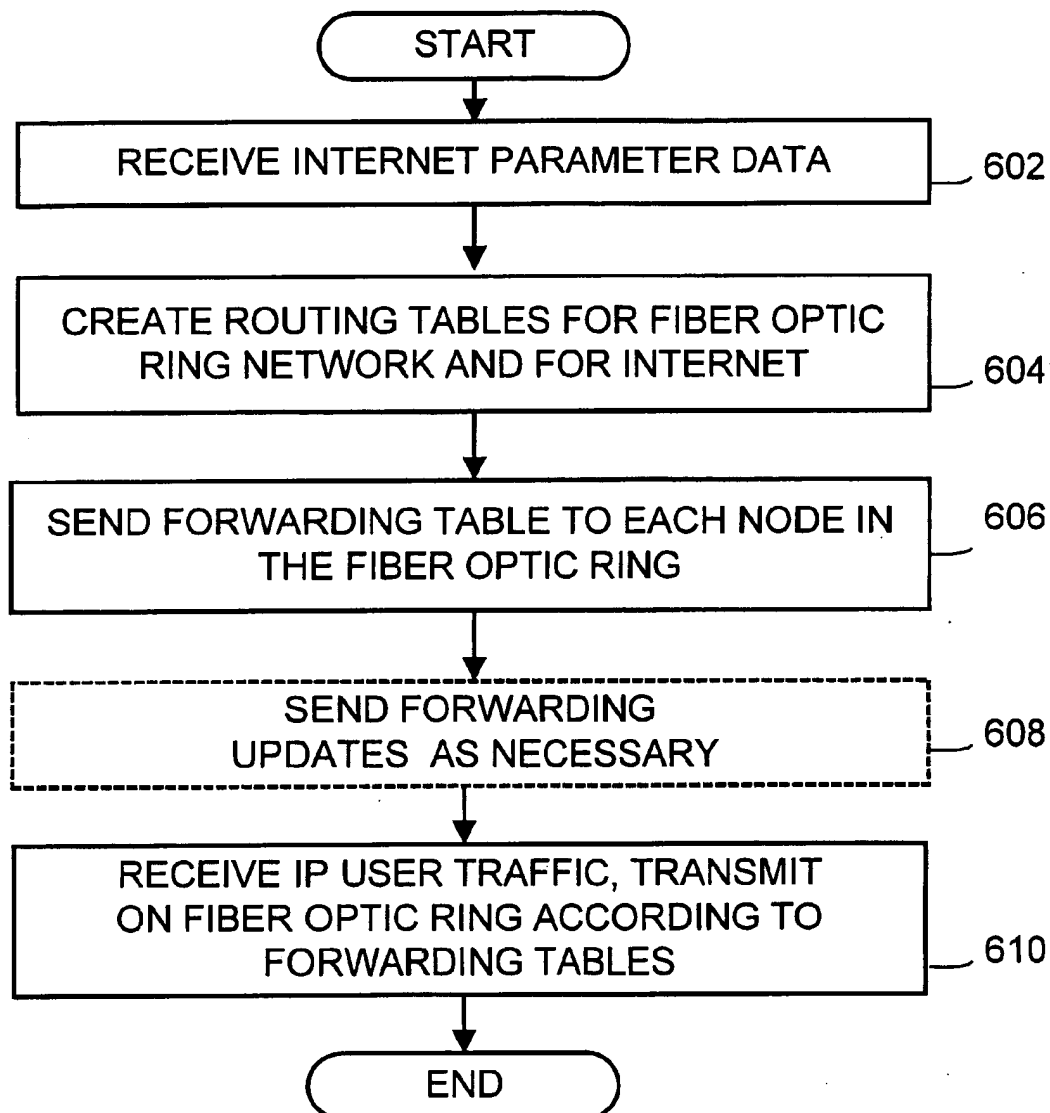 START
RECEIVE INTERNET PARAMETER DATA
602
CREATE ROUTING TABLES FOR FIBER OPTIC
RING NETWORK AND FOR INTERNET
604
SEND FORWARDING TABLE TO EACH NODE IN
THE FIBER OPTIC RING
606
SEND FORWARDING
UPDATES AS NECESSARY
608
RECEIVE IP USER TRAFFIC, TRANSMIT
ON FIBER OPTIC RING ACCORDING TO
FORWARDING TABLES
610
END